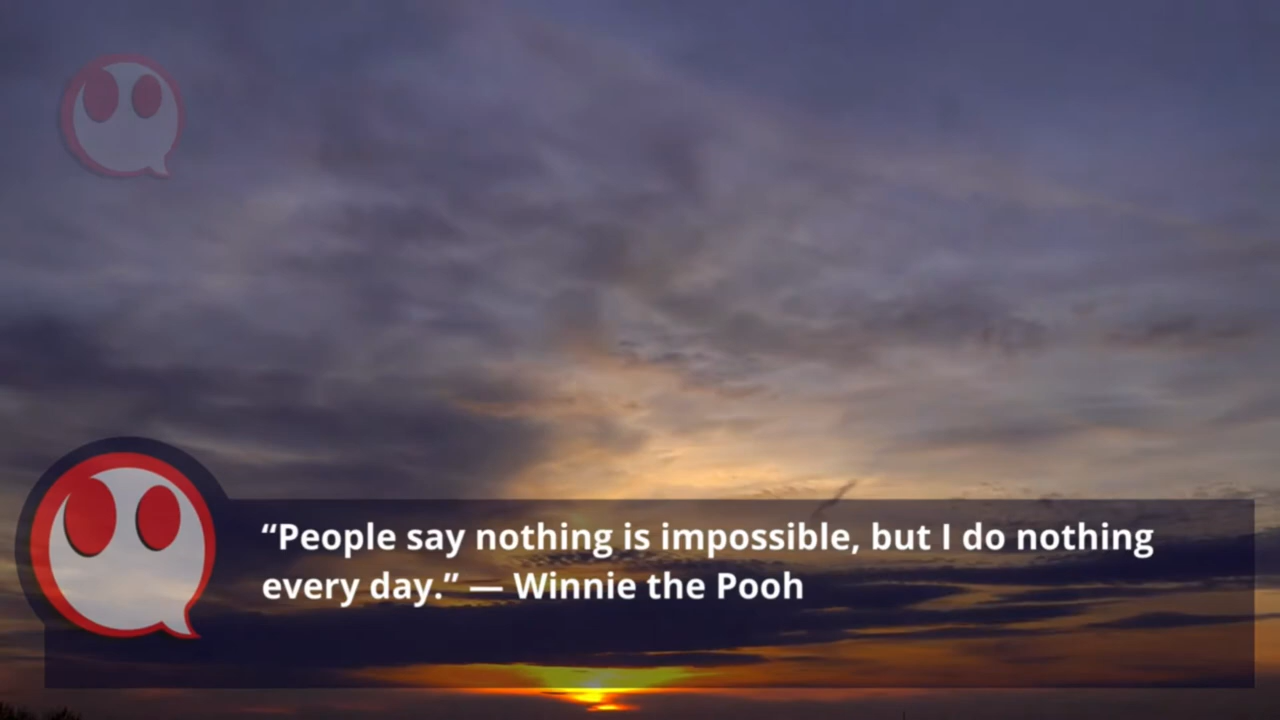 “People say nothing is impossible, but I do nothing
every day.” — Winnie the Pooh